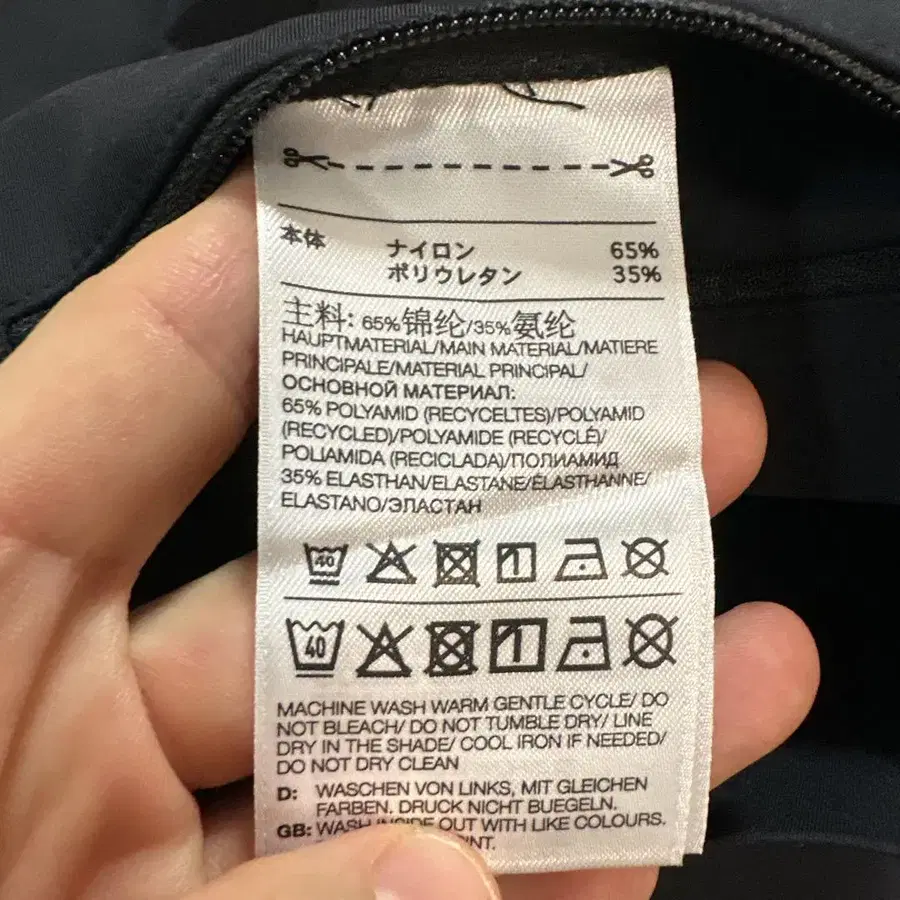 本体 ナイロン 65%
ポリウレタン 35%
主料: 65%锦纶/35%氨纶
HAUPTMATERIAL/MAIN MATERIAL/MATIERE
PRINCIPALE/MATERIAL PRINCIPAL/
ОСНОВНОЙ МАТЕРИАЛ:
65% POLYAMID (RECYCELTES)/POLYAMID
(RECYCLED)/POLYAMIDE (RECYCLÉ)/
POLIAMIDA (RECICLADA)/ПОЛИАМИД
35% ELASTHAN/ELASTANE/ÉLASTHANNE/
ELASTANO/ЭЛАСТАН
40 1
40 1
MACHINE WASH WARM GENTLE CYCLE/ DO
NOT BLEACH/ DO NOT TUMBLE DRY/ LINE
DRY IN THE SHADE/ COOL IRON IF NEEDED/
DO NOT DRY CLEAN
D: WASCHEN VON LINKS, MIT GLEICHEN
FARBEN. DRUCK NICHT BUEGELN.
GB: WASH INSIDE OUT WITH LIKE COLOURS.